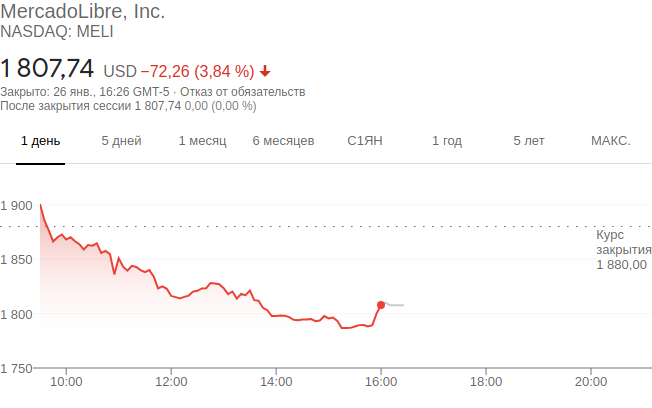 MercadoLibre, Inc.
NASDAQ: MELI
1 807,74 USD −72,26 (3,84 %)
Закрыто: 26 янв., 16:26 GMT-5 · Отказ от обязательств
После закрытия сессии 1 807,74 0,00 (0,00 %)
1 день 5 дней 1 месяц 6 месяцев С1ЯН 1 год 5 лет МАКС.
1 900
Курс
закрытия
1 880,00
1 850
1 800
1 750
10:00 12:00 14:00 16:00 18:00 20:00